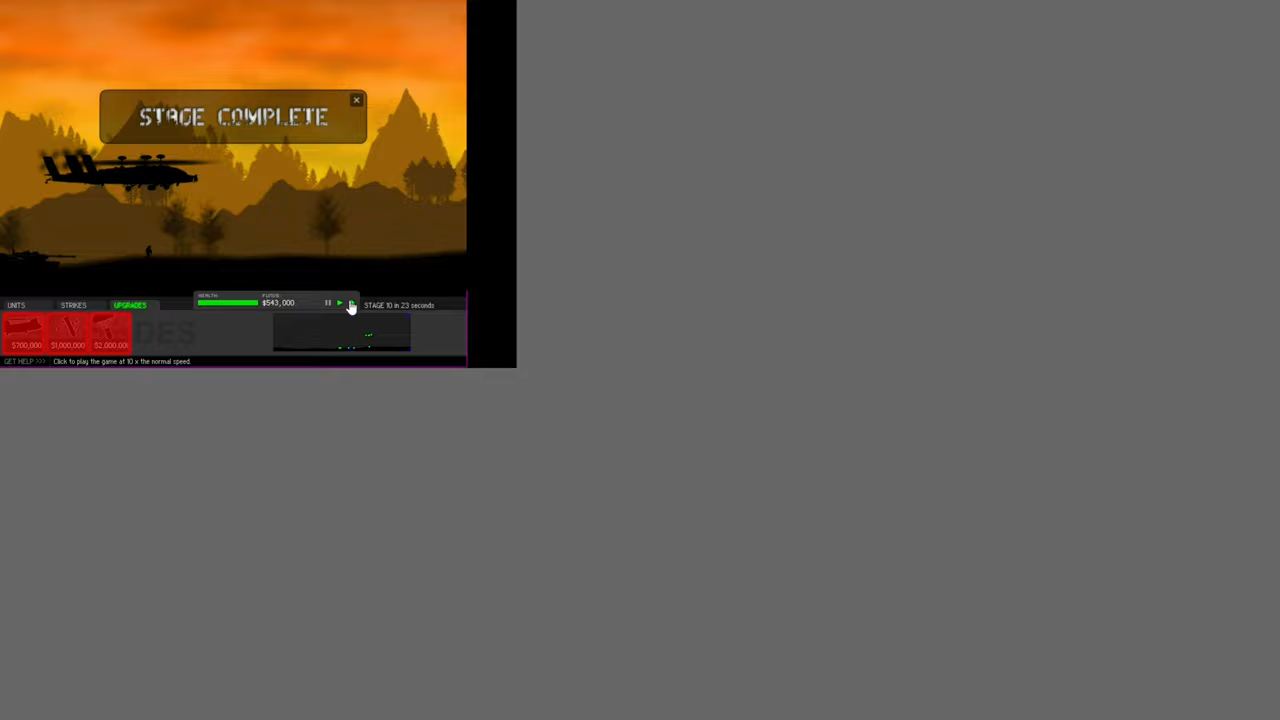 STAGE COMPLETE
HEALTH: FUNDS:
$543,000
STAGE 10 in 23 seconds
UNITS STRIKES UPGRADES
$700,000 $1,000,000 $2,000,00
GET HELP >>> Click to play the game at 10 x the normal speed.